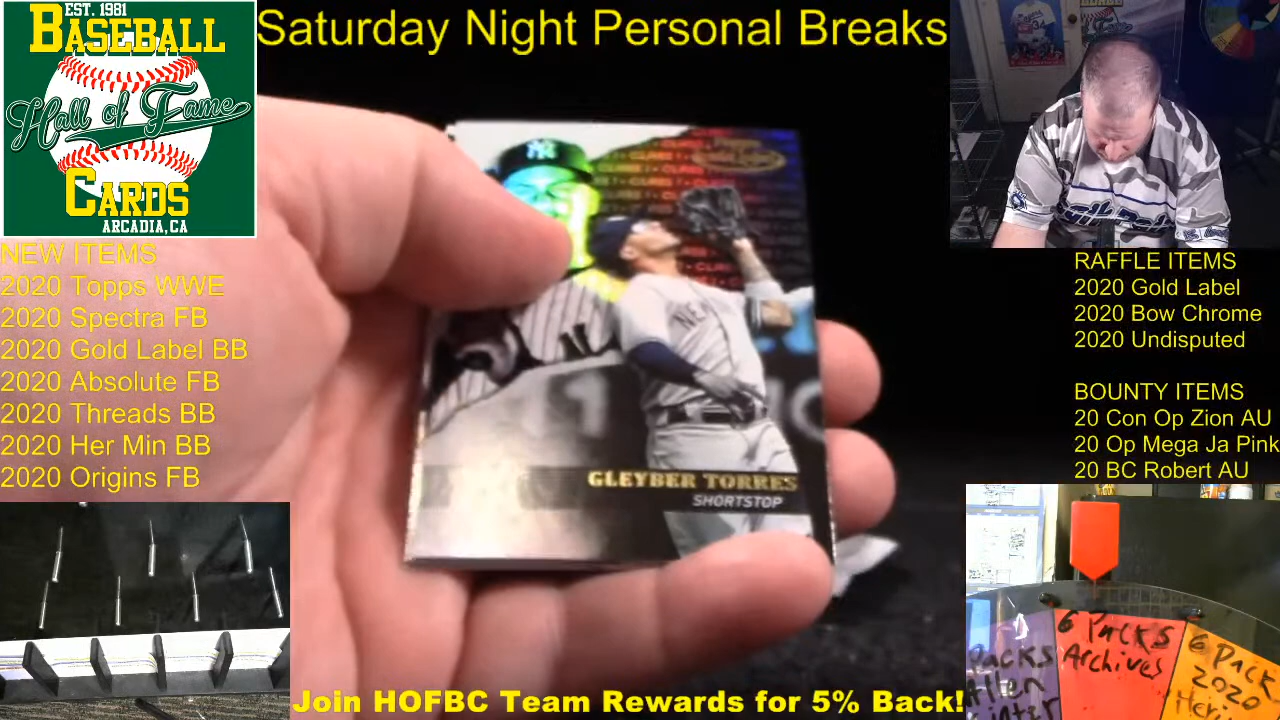 EST. 1981
BASEBALL
Hall of Fame
CARDS
ARCADIA,CA
Saturday Night Personal Breaks
NEW ITEMS
2020 Topps WWE
2020 Spectra FB
2020 Gold Label BB
2020 Absolute FB
2020 Threads BB
2020 Her Min BB
2020 Origins FB
GLEYBER TORRES
SHORTSTOP
RAFFLE ITEMS
2020 Gold Label
2020 Bow Chrome
2020 Undisputed
BOUNTY ITEMS
20 Con Op Zion AU
20 Op Mega Ja Pink
20 BC Robert AU
6 Packs
Archives
6 Pack
2020
Join HOFBC Team Rewards for 5% Back!